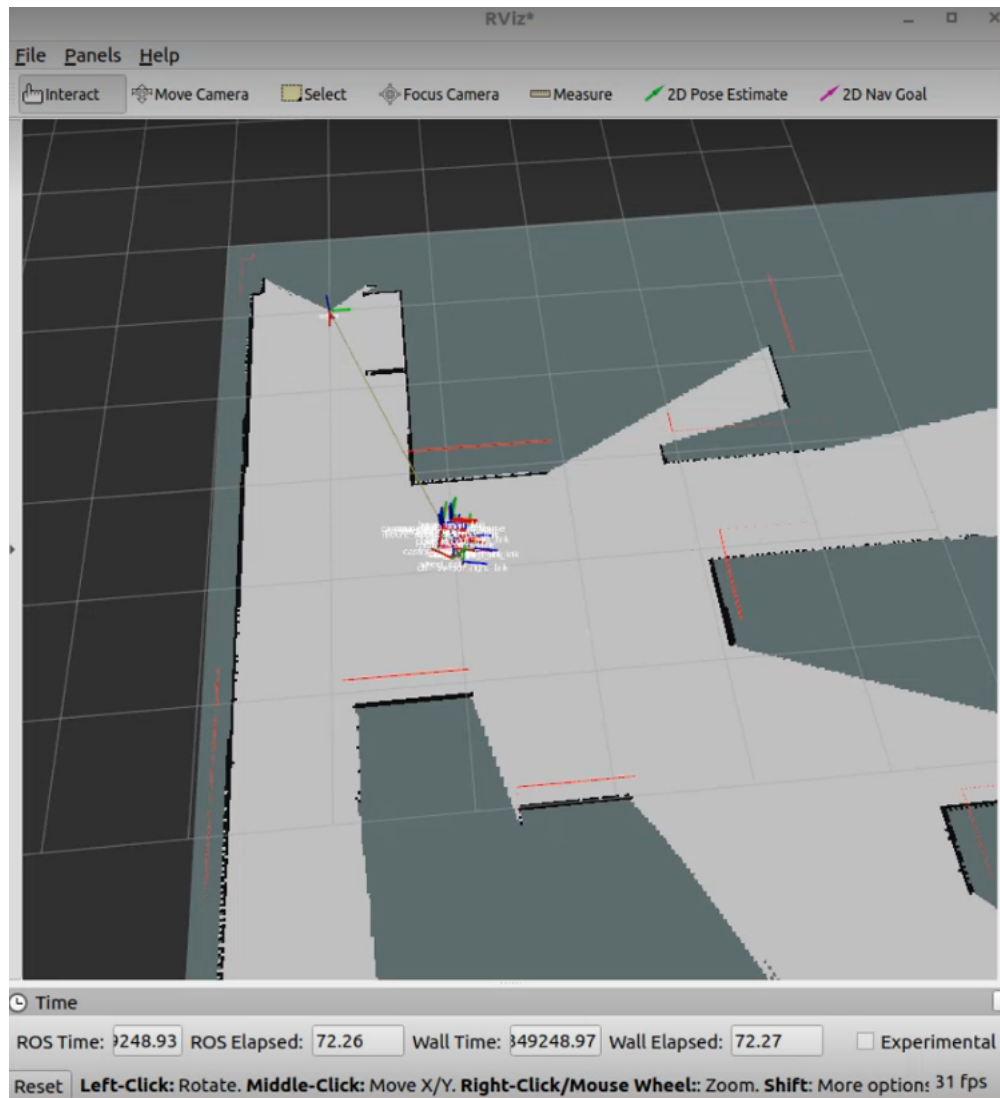 RViz*
File Panels Help
Interact Move Camera Select Focus Camera Measure 2D Pose Estimate 2D Nav Goal
Time
ROS Time: 9248.93 ROS Elapsed: 72.26 Wall Time: 349248.97 Wall Elapsed: 72.27 Experimental
Reset Left-Click: Rotate. Middle-Click: Move X/Y. Right-Click/Mouse Wheel:: Zoom. Shift: More options 31 fps